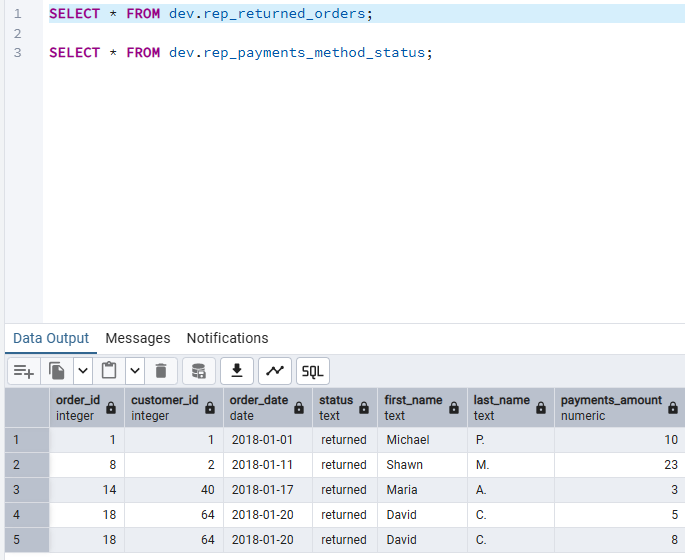 1 SELECT * FROM dev.rep_returned_orders;
2
3 SELECT * FROM dev.rep_payments_method_status;
Data Output Messages Notifications
SQL
order_id customer_id order_date status first_name last_name payments_amount
integer integer date text text text numeric
1 1 1 2018-01-01 returned Michael P. 10
2 8 2 2018-01-11 returned Shawn M. 23
3 14 40 2018-01-17 returned Maria A. 3
4 18 64 2018-01-20 returned David C. 5
5 18 64 2018-01-20 returned David C. 8